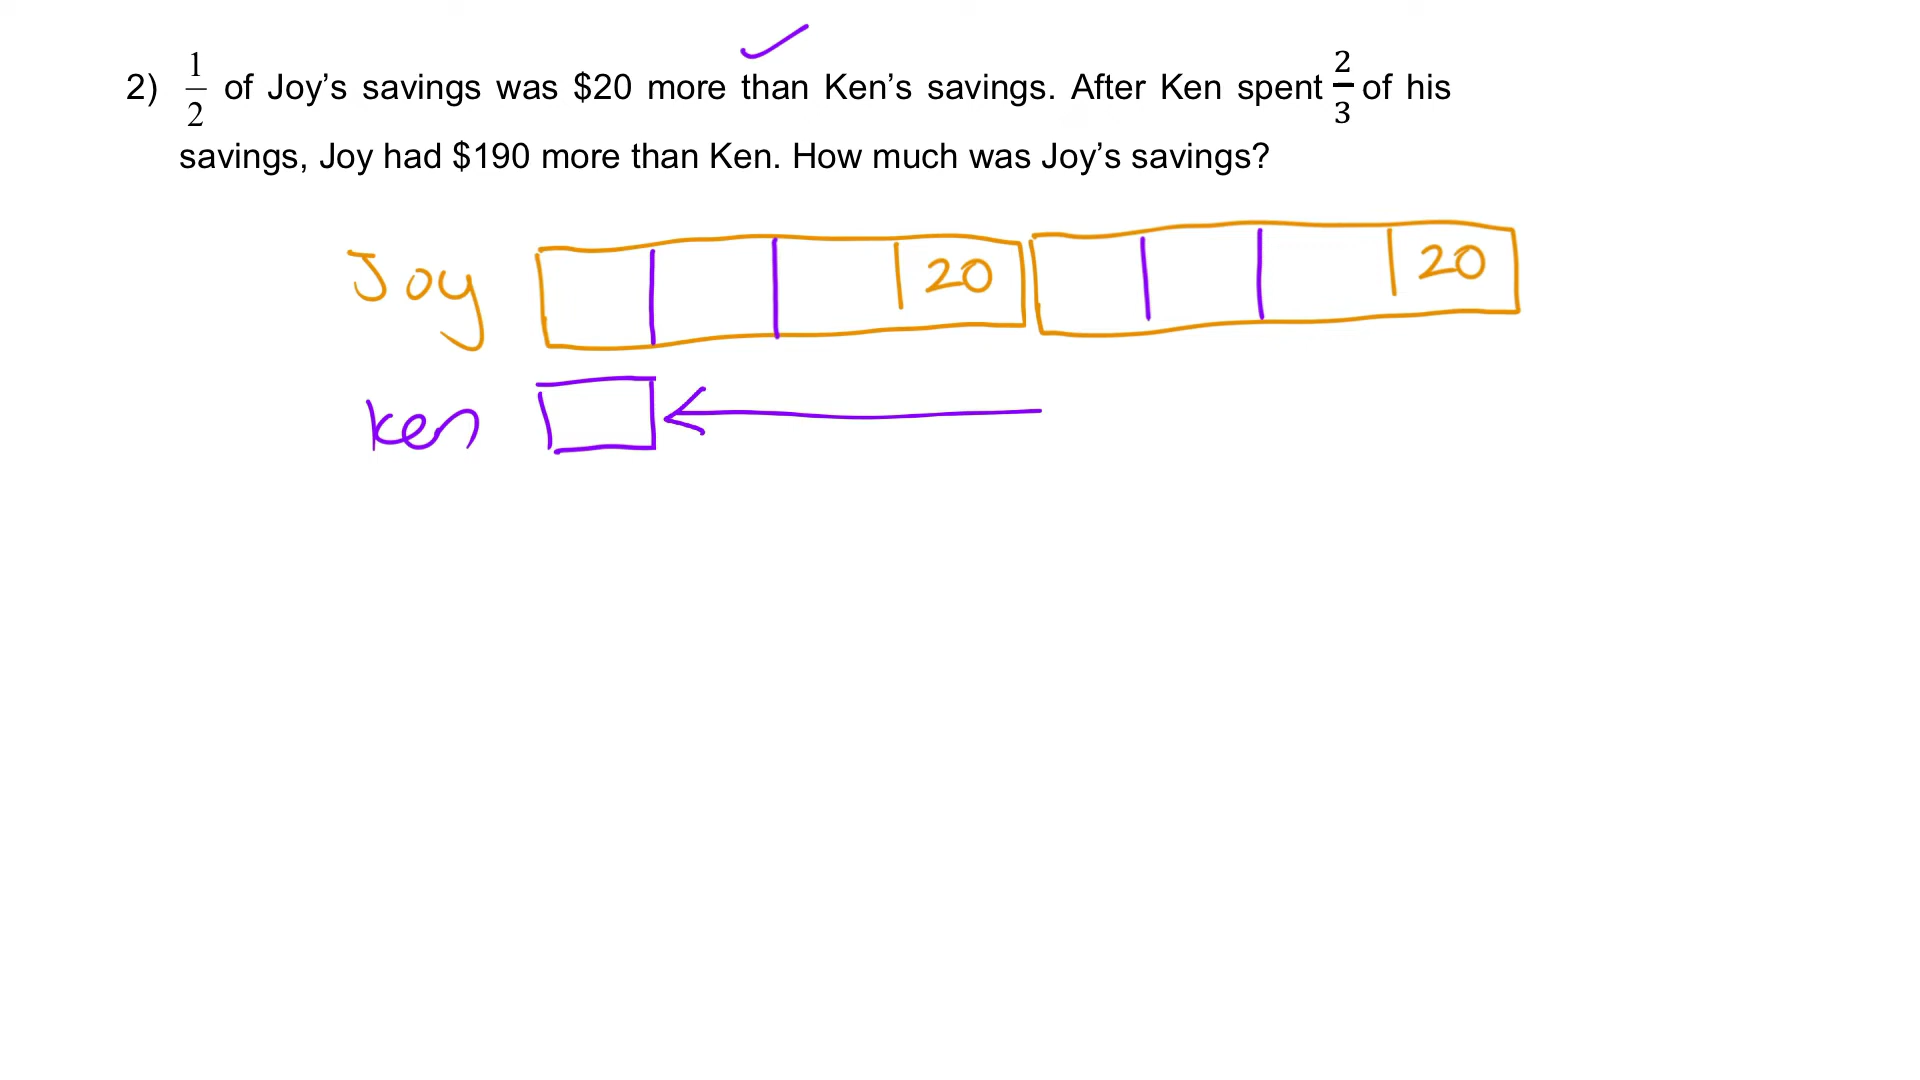 2) 1/2 of Joy’s savings was $20 more than Ken’s savings. After Ken spent 2/3 of his
savings, Joy had $190 more than Ken. How much was Joy’s savings?
Joy 20 20
Ken